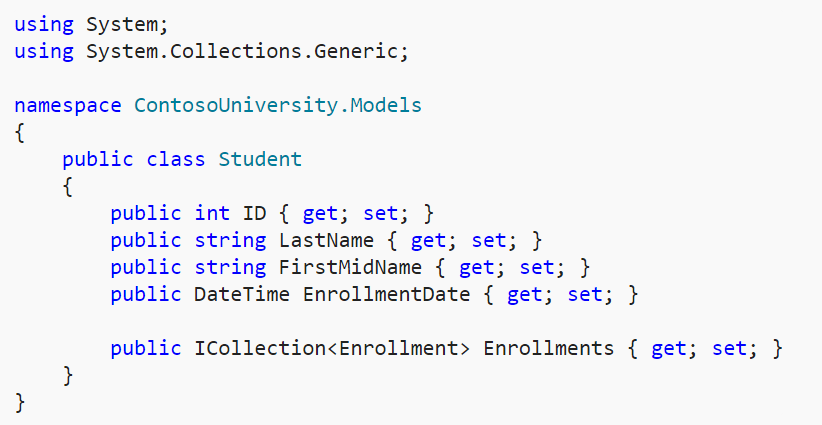 using System;
using System.Collections.Generic;

namespace ContosoUniversity.Models
{
    public class Student
    {
        public int ID { get; set; }
        public string LastName { get; set; }
        public string FirstMidName { get; set; }
        public DateTime EnrollmentDate { get; set; }

        public ICollection<Enrollment> Enrollments { get; set; }
    }
}